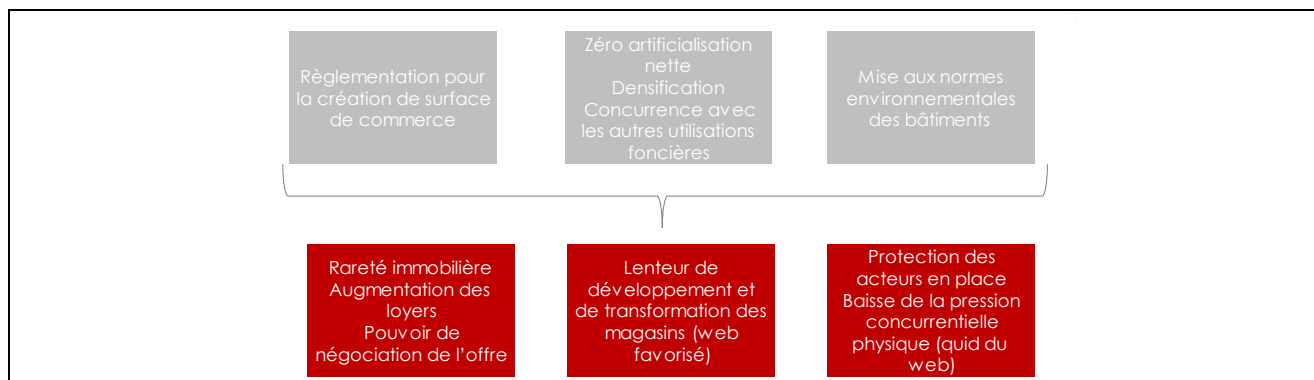 Règlementation pour
la création de surface
de commerce
Zéro artificialisation
nette
Densification
Concurrence avec
les autres utilisations
foncières
Mise aux normes
environnementales
des bâtiments
Rareté immobilière
Augmentation des
loyers
Pouvoir de
négociation de l'offre
Lenteur de
développement et
de transformation des
magasins (web
favorisé)
Protection des
acteurs en place
Baisse de la pression
concurrentielle
physique (quid du
web)